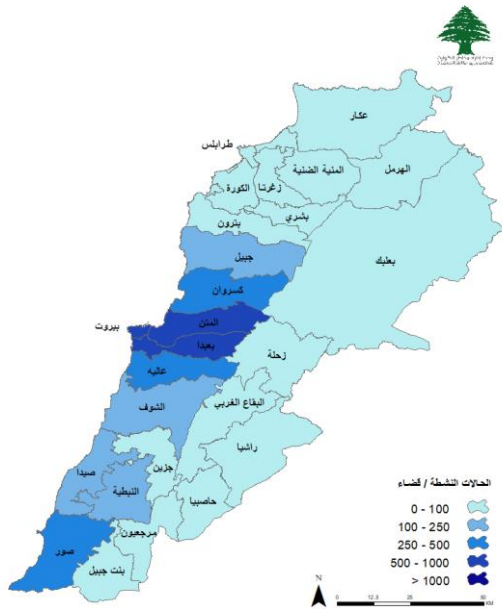 عكار
طرابلس
المنية الضنية
الهرمل
زغرتا
الكورة
بشري
بترون
جبيل
بعلبك
كسروان
المتن
بيروت
بعبدا
زحلة
عاليه
البقاع الغربي
الشوف
راشيا
جزين
صيدا
النبطية
حاصبيا
مرجعيون
صور
بنت جبيل
الحالات النشطة / قضاء
0 - 100
100 - 250
250 - 500
500 - 1000
> 1000
N
0
12.5
25
50
KM